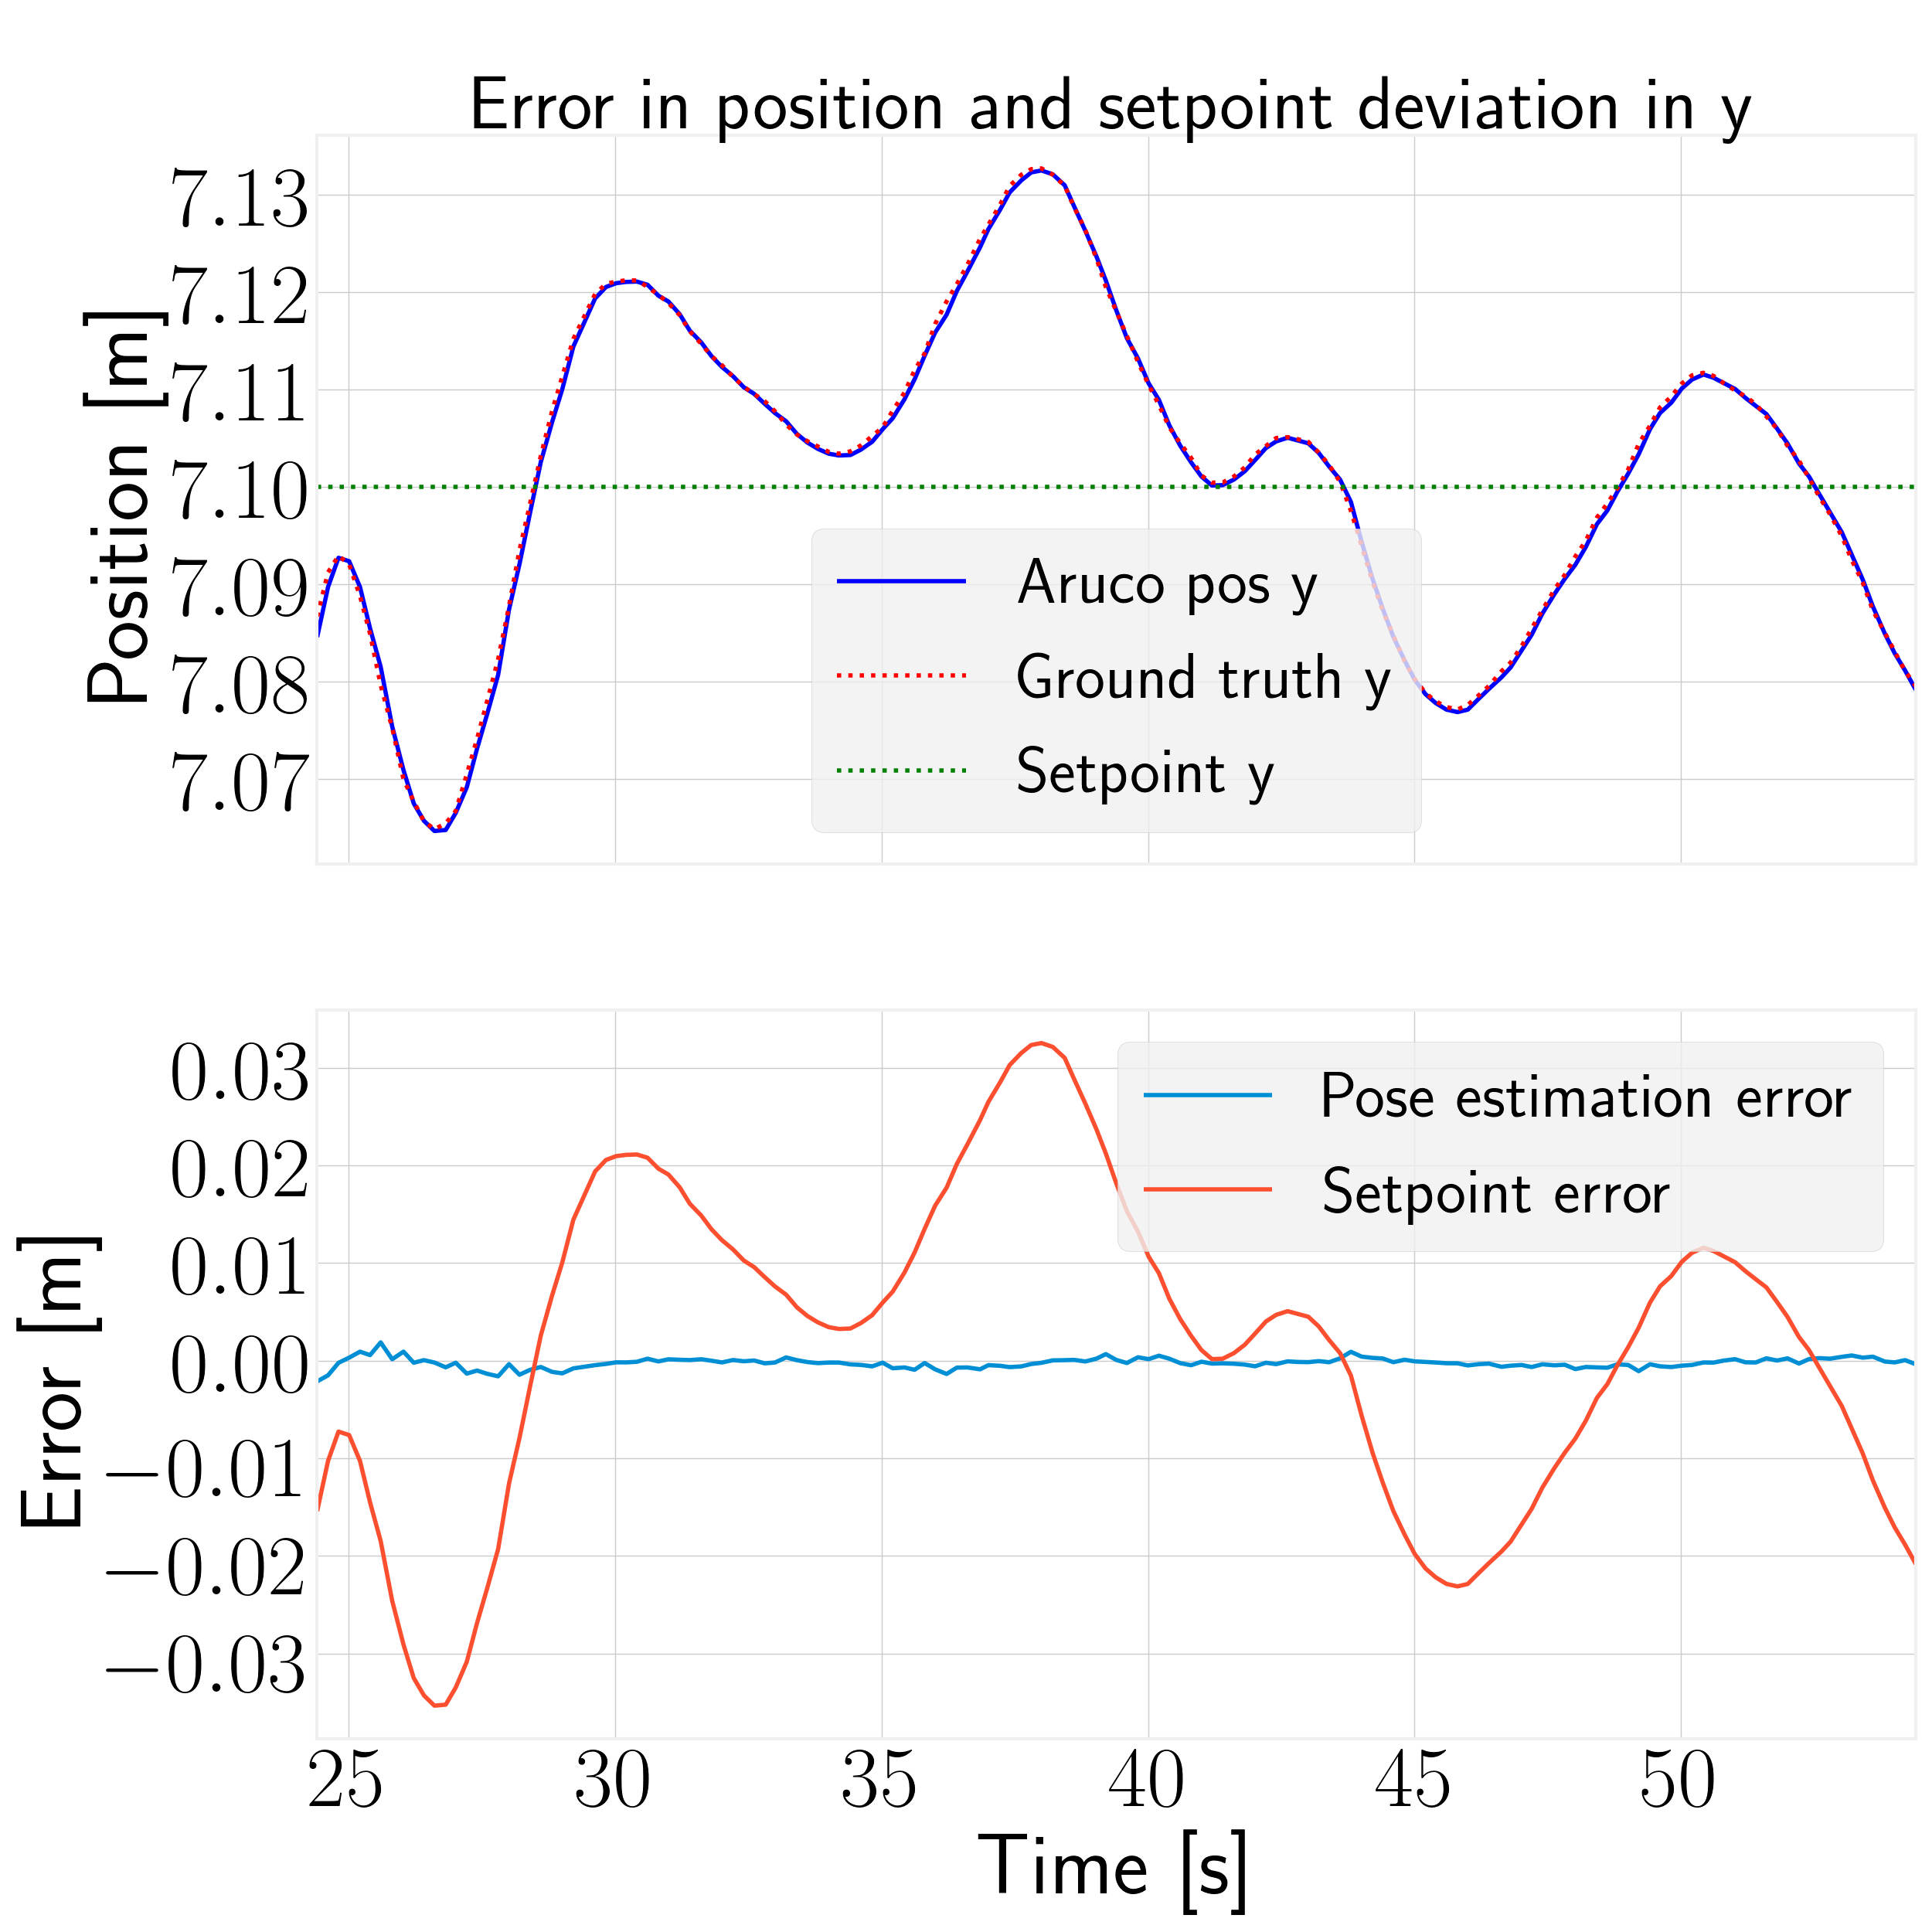 Error in position and setpoint deviation in y
Position [m]
7.13
7.12
7.11
7.10
7.09
7.08
7.07
Aruco pos y
Ground truth y
Setpoint y
Error [m]
0.03
0.02
0.01
0.00
−0.01
−0.02
−0.03
Pose estimation error
Setpoint error
25 30 35 40 45 50
Time [s]